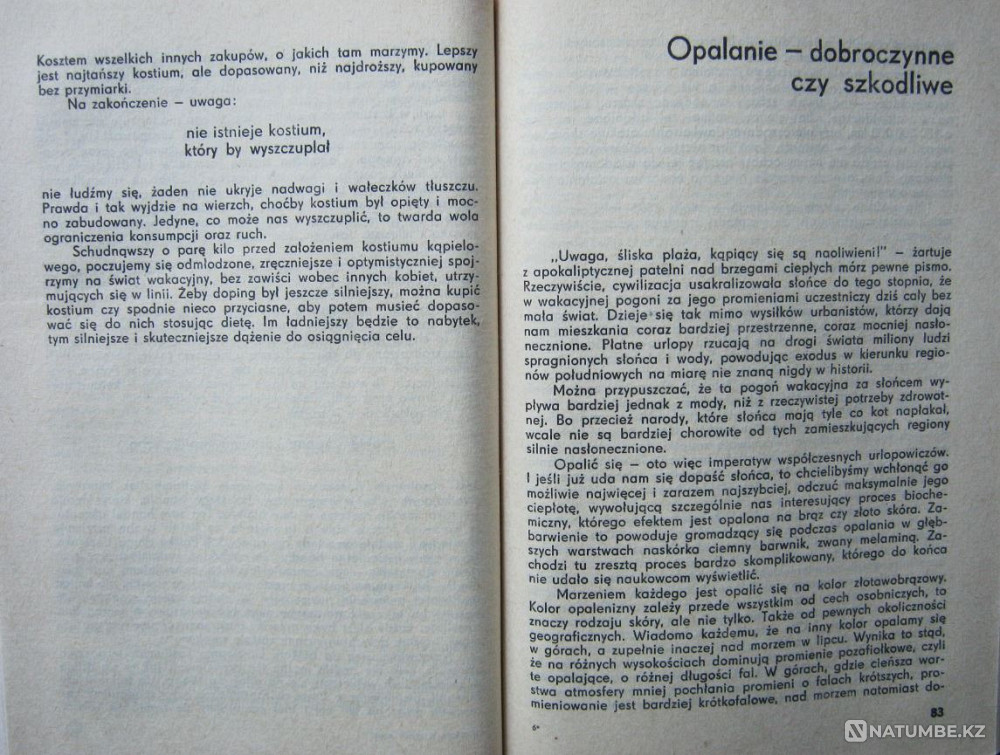 Kosztem wszelkich innych zakupów, o jakich tam marzymy. Lepszy
jest najtańszy kostium, ale dopasowany, niż najdroższy, kupowany
bez przymiarki.
Na zakończenie – uwaga:
nie istnieje kostium,
który by wyszczuplał
nie łudźmy się, żaden nie ukryje nadwagi i wałeczków tłuszczu.
Prawda i tak wyjdzie na wierzch, choćby kostium był opięty i moc-
no zabudowany. Jedyne, co może nas wyszczuplić, to twarda wola
ograniczenia konsumpcji oraz ruch.
Schudnąwszy o parę kilo przed założeniem kostiumu kąpielo-
wego, poczujemy się odmłodzone, zręczniejsze i optymistyczniej spoj-
rzymy na świat wakacyjny, bez zawiści wobec innych kobiet, utrzy-
mujących się w linii. Żeby doping był jeszcze silniejszy, można kupić
kostium czy spodnie nieco przyciasne, aby potem musieć dopaso-
wać się do nich stosując dietę. Im ładniejszy będzie to nabytek,
tym silniejsze i skuteczniejsze dążenie do osiągnięcia celu.
Opalanie – dobroczynne
czy szkodliwe
„Uwaga, śliska plaża, kąpiący się są naoliwieni!" – żartuje
z apokaliptycznej patelni nad brzegami ciepłych mórz pewne pismo.
Rzeczywiście, cywilizacja usakralizowała słońce do tego stopnia, że
w wakacyjnej pogoni za jego promieniami uczestniczy dziś cały bez
mała świat. Dzieje się tak mimo wysiłków urbanistów, którzy dają
nam mieszkania coraz bardziej przestrzenne, coraz mocniej nasło-
necznione. Płatne urlopy rzucają na drogi świata miliony ludzi
spragnionych słońca i wody, powodując exodus w kierunku regio-
nów południowych na miarę nie znaną nigdy w historii.
Można przypuszczać, że ta pogoń wakacyjna za słońcem wy-
pływa bardziej jednak z mody, niż z rzeczywistej potrzeby zdrowat-
nej. Bo przecież narody, które słońca mają tyle co kot napłakał,
wcale nie są bardziej chorowite od tych zamieszkujących regiony
silnie nasłonecznione.
Opalić się – oto więc imperatyw współczesnych urlopowiczów.
I jeśli już uda nam się dopaść słońca, to chcielibyśmy wchłonąć go
możliwie najwięcej i zarazem najszybciej, odczuć maksymalnie jego
ciepłotę, wywołującą szczególnie nas interesujący proces bioche-
miczny, którego efektem jest opalona na brąz czy złoto skóra. Za-
barwienie to powoduje gromadzący się podczas opalania w głęb-
szych warstwach naskórka ciemny barwnik, zwany melaminą. Za-
chodzi tu zresztą proces bardzo skomplikowany, którego do końca
nie udało się naukowcom wyświetlić.
Marzeniem każdego jest opalić się na kolor złotawobrązowy.
Kolor opalenizny zależy przede wszystkim od cech osobniczych, to
znaczy rodzaju skóry, ale nie tylko. Także od pewnych okoliczności
geograficznych. Wiadomo każdemu, że na inny kolor opalamy się
w górach, a zupełnie inaczej nad morzem w lipcu. Wynika to stąd,
że na różnych wysokościach dominują promienie pozafiołkowe, czyli
te opalające, o różnej długości fal. W górach, gdzie cieńsza war-
stwa atmosfery mniej pochłania promieni o falach krótszych, pro-
mieniowanie jest bardziej krótkofalowe, nad morzem natomiast do-
6*
83
NATUMBE.KZ